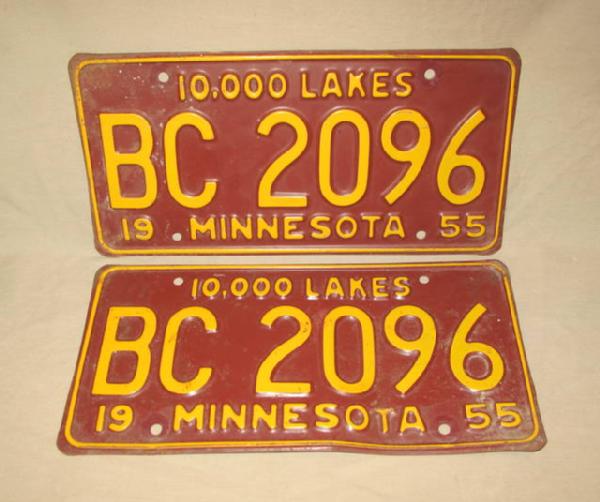 10,000 LAKES
BC 2096
19 MINNESOTA 55
10,000 LAKES
BC 2096
19 MINNESOTA 55